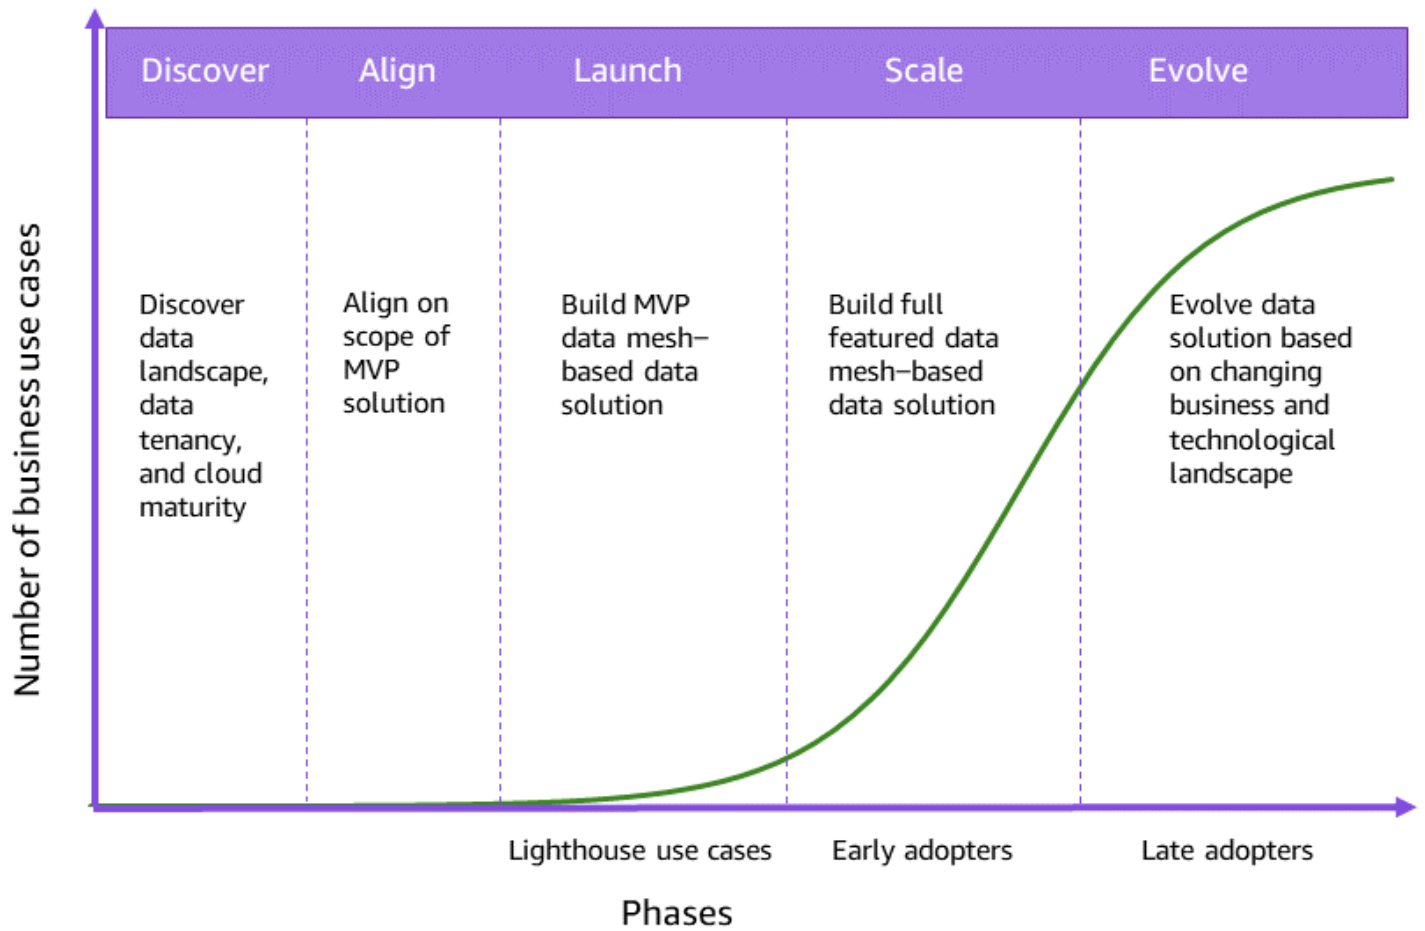 Discover Align Launch Scale Evolve
Number of business use cases
Discover
data
landscape,
data
tenancy,
and cloud
maturity
Align on
scope of
MVP
solution
Build MVP
data mesh–
based data
solution
Build full
featured data
mesh–based
data solution
Evolve data
solution based
on changing
business and
technological
landscape
Lighthouse use cases Early adopters Late adopters
Phases